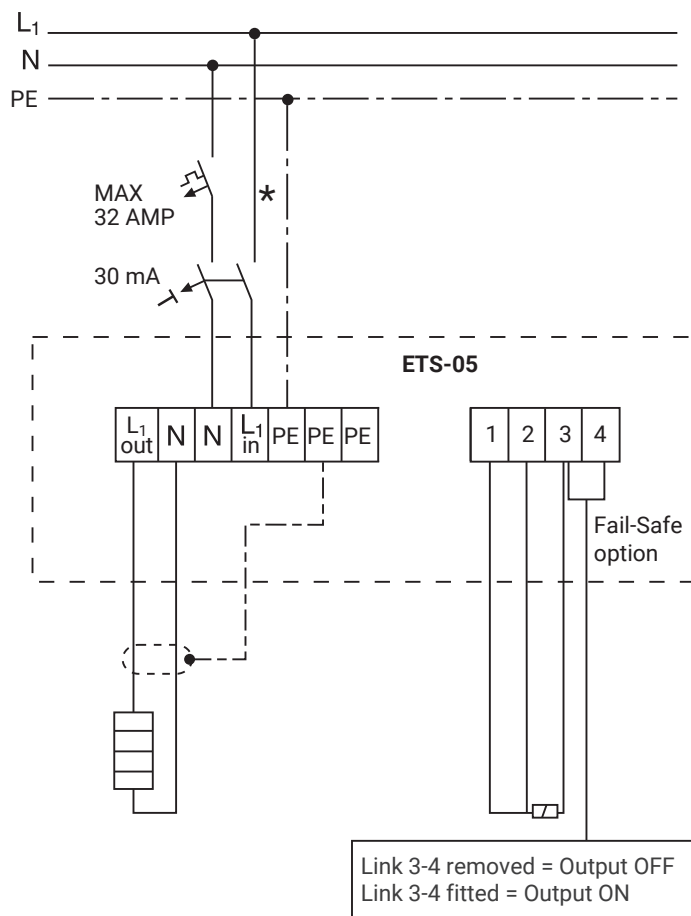 L1
N
PE
MAX
32 AMP
*
30 mA
ETS-05
L1 out N N L1 in PE PE PE
1 2 3 4
Fail-Safe
option
Link 3-4 removed = Output OFF
Link 3-4 fitted = Output ON